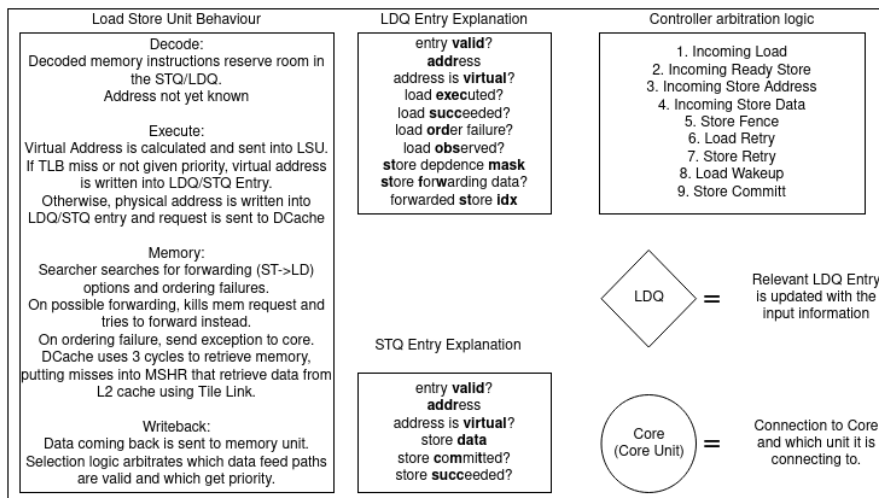 Load Store Unit Behaviour
Decode:
Decoded memory instructions reserve room in
the STQ/LDQ.
Address not yet known
Execute:
Virtual Address is calculated and sent into LSU.
If TLB miss or not given priority, virtual address
is written into LDQ/STQ Entry.
Otherwise, physical address is written into
LDQ/STQ entry and request is sent to DCache
Memory:
Searcher searches for forwarding (ST->LD)
options and ordering failures.
On possible forwarding, kills mem request and
tries to forward instead.
On ordering failure, send exception to core.
DCache uses 3 cycles to retrieve memory,
putting misses into MSHR that retrieve data from
L2 cache using Tile Link.
Writeback:
Data coming back is sent to memory unit.
Selection logic arbitrates which data feed paths
are valid and which get priority.
LDQ Entry Explanation
entry valid?
address
address is virtual?
load executed?
load succeeded?
load order failure?
load observed?
store depdence mask
store forwarding data?
forwarded store idx
STQ Entry Explanation
entry valid?
address
address is virtual?
store data
store committed?
store succeeded?
Controller arbitration logic
1. Incoming Load
2. Incoming Ready Store
3. Incoming Store Address
4. Incoming Store Data
5. Store Fence
6. Load Retry
7. Store Retry
8. Load Wakeup
9. Store Committ
LDQ
=
Relevant LDQ Entry
is updated with the
input information
Core
(Core Unit)
=
Connection to Core
and which unit it is
connecting to.